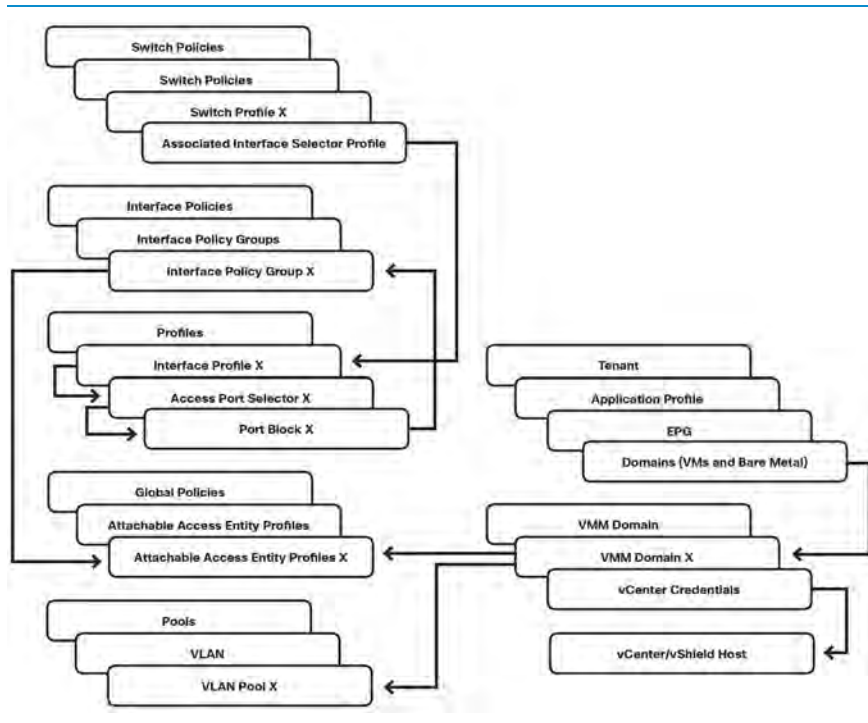 Switch Policies
Switch Policies
Switch Profile X
Associated Interface Selector Profile
Interface Policies
Interface Policy Groups
Interface Policy Group X
Profiles
Interface Profile X
Access Port Selector X
Port Block X
Global Policies
Attachable Access Entity Profiles
Attachable Access Entity Profiles X
Pools
VLAN
VLAN Pool X
Tenant
Application Profile
EPG
Domains (VMs and Bare Metal)
VMM Domain
VMM Domain X
vCenter Credentials
vCenter/vShield Host